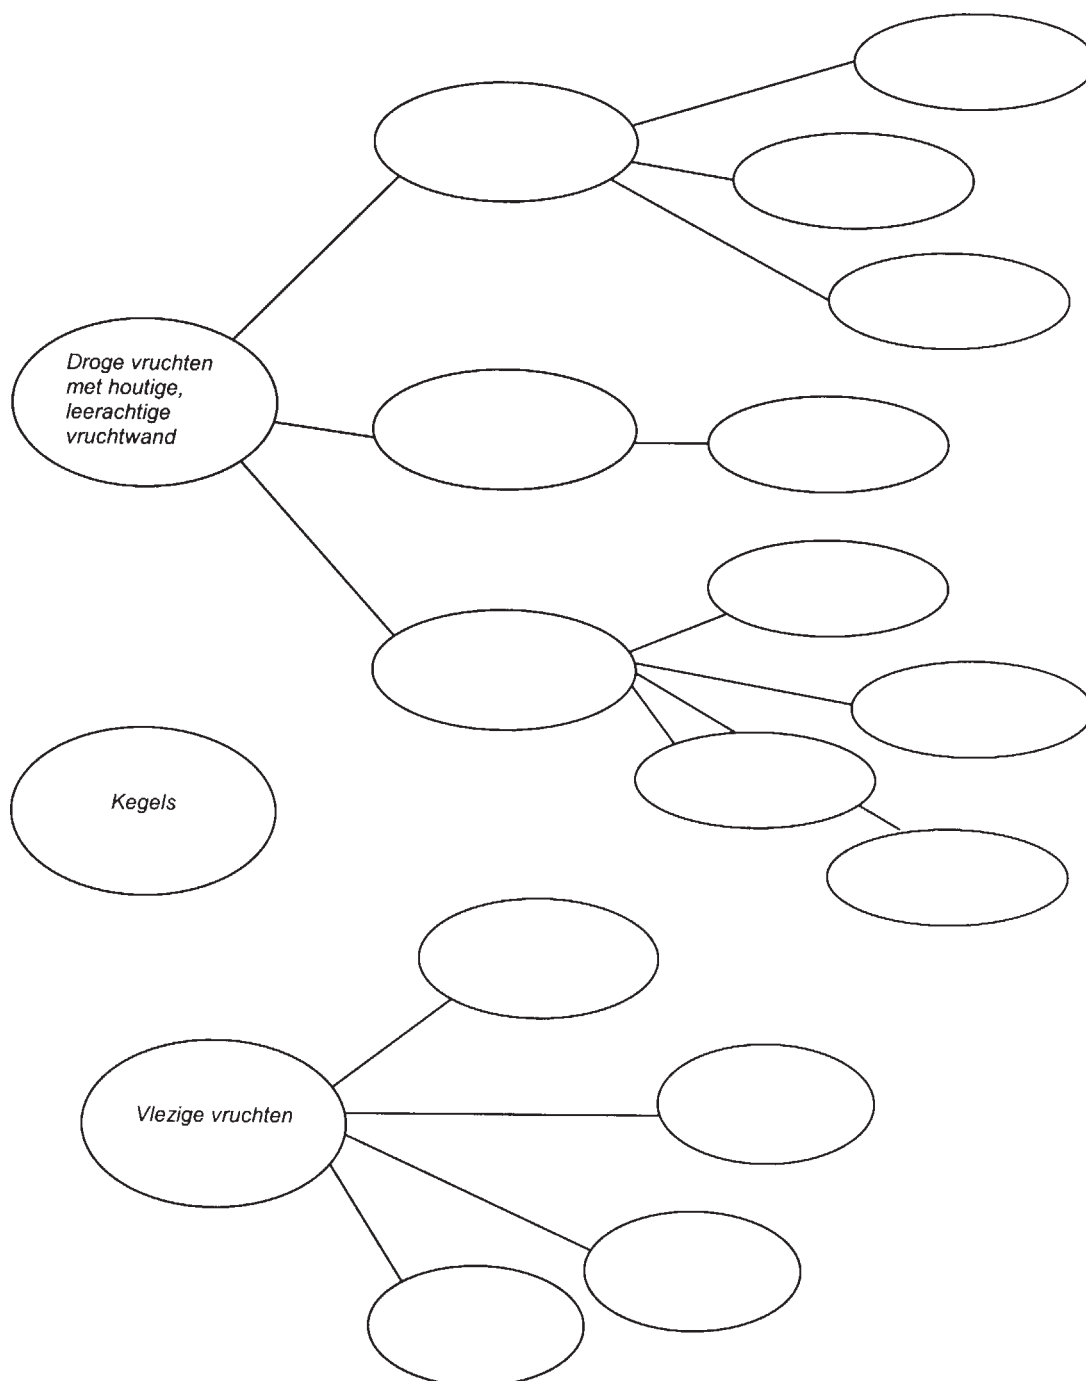 Droge vruchten
met houtige,
leerachtige
vruchtwand
Kegels
Vlezige vruchten